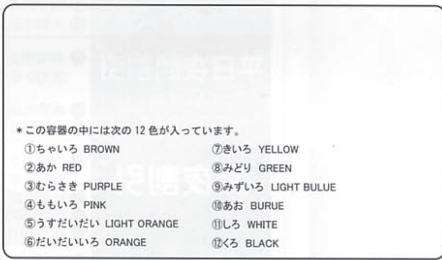 *この容器の中には次の12色が入っています。
①ちゃいろ BROWN
②あか RED
③むらさき PURPLE
④ももいろ PINK
⑤うすだいだい LIGHT ORANGE
⑥だいだいいろ ORANGE
⑦きいろ YELLOW
⑧みどり GREEN
⑨みずいろ LIGHT BULUE
⑩あお BURUE
⑪しろ WHITE
⑫くろ BLACK